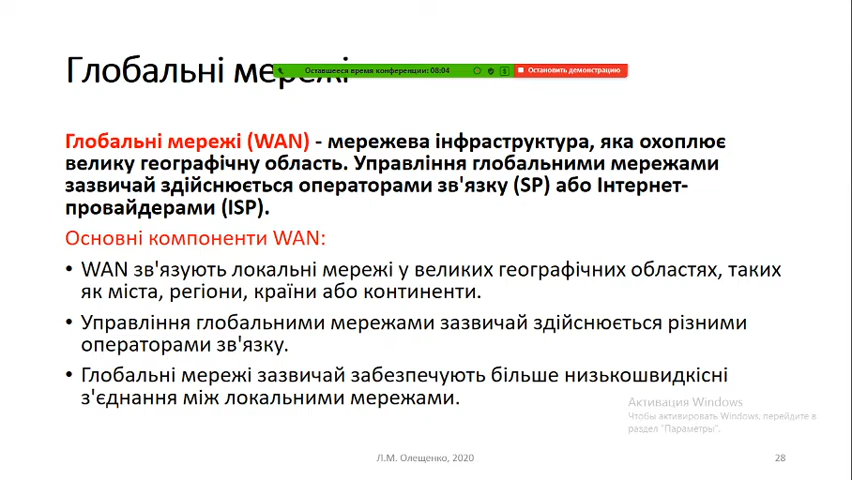 Глобальні мережі
Оставшееся время конференции: 08:04
Остановить демонстрацию
Глобальні мережі (WAN) - мережева інфраструктура, яка охоплює
велику географічну область. Управління глобальними мережами
зазвичай здійснюється операторами зв'язку (SP) або Інтернет-
провайдерами (ISP).
Основні компоненти WAN:
• WAN зв'язують локальні мережі у великих географічних областях, таких
як міста, регіони, країни або континенти.
• Управління глобальними мережами зазвичай здійснюється різними
операторами зв'язку.
• Глобальні мережі зазвичай забезпечують більше низькошвидкісні
з'єднання між локальними мережами.
Активация Windows
Чтобы активировать Windows, перейдите в
раздел "Параметры".
Л.М. Олещенко, 2020
28